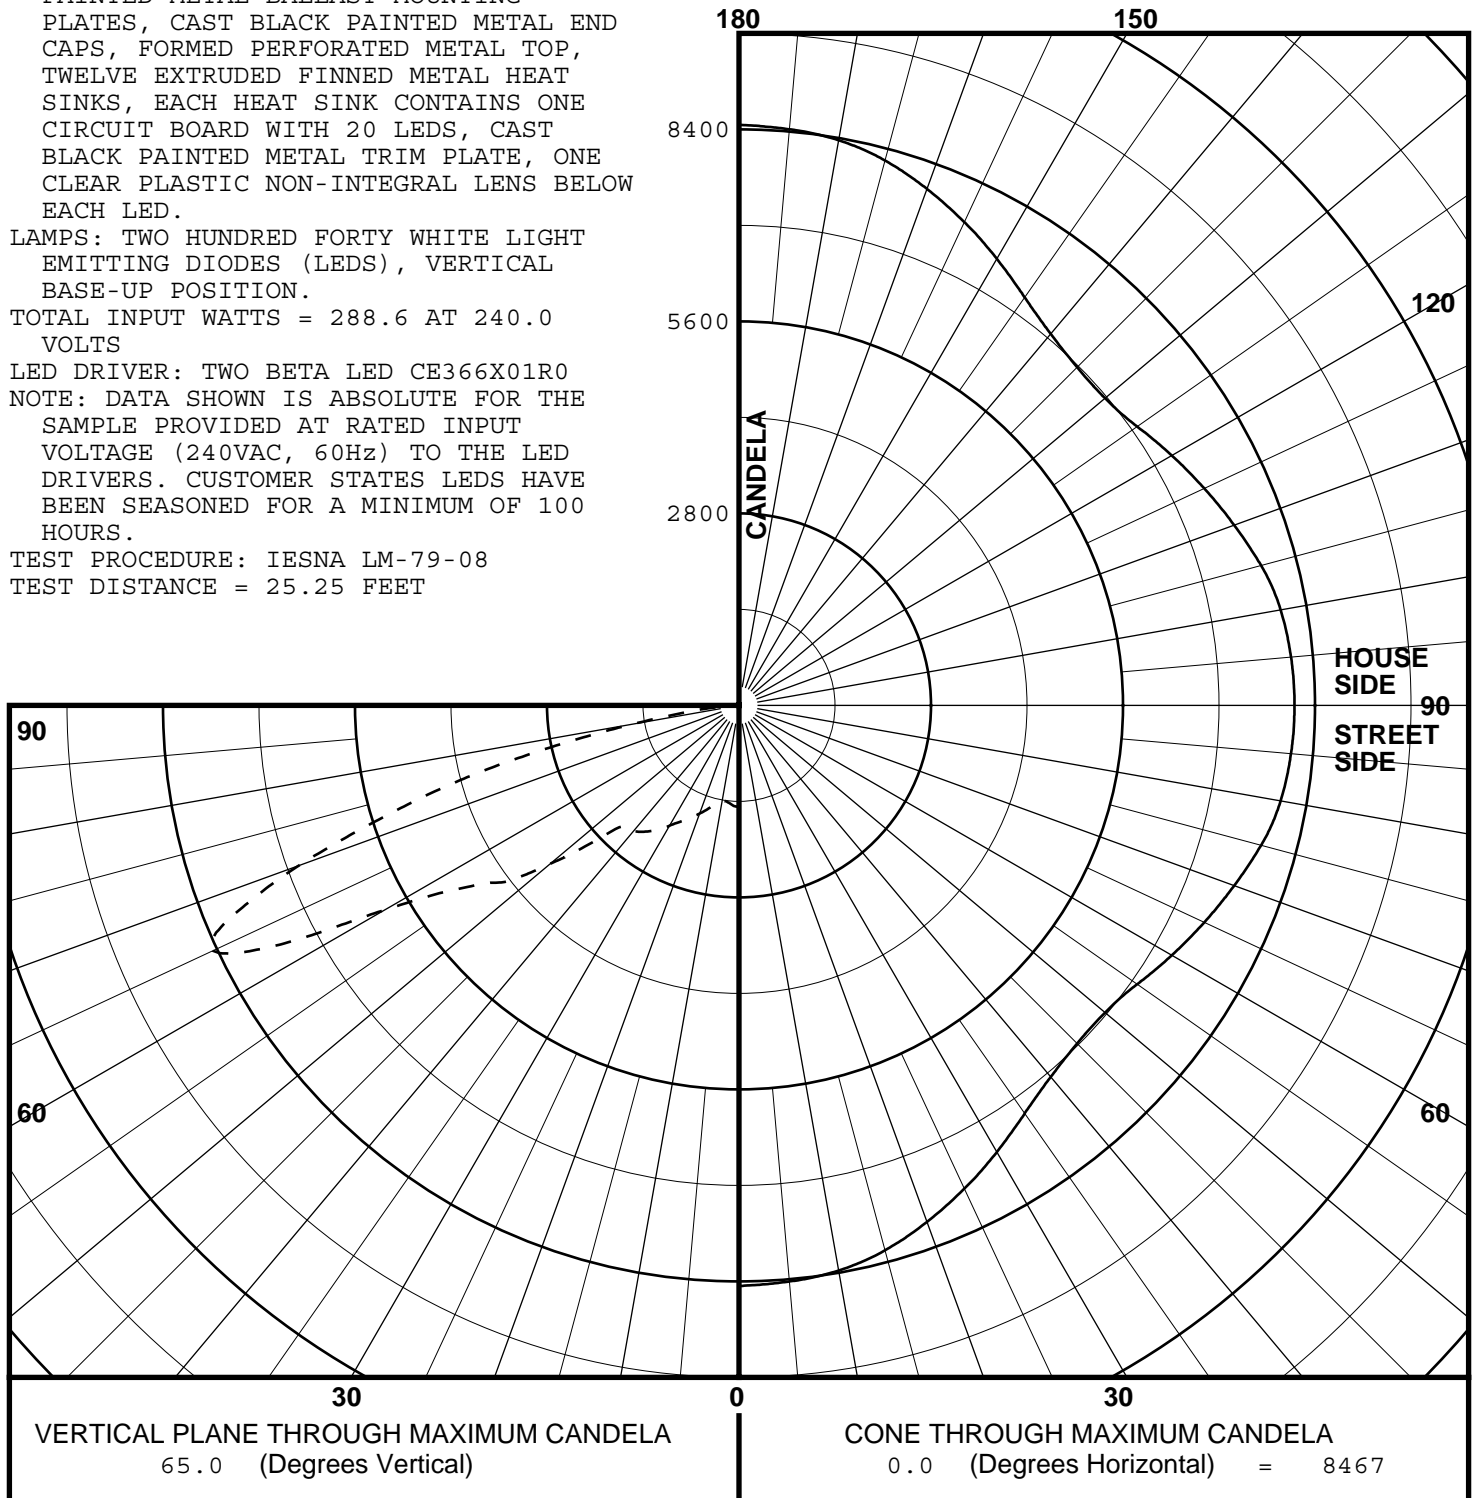 PAINTED METAL BALLAST MOUNTING
PLATES, CAST BLACK PAINTED METAL END
CAPS, FORMED PERFORATED METAL TOP,
TWELVE EXTRUDED FINNED METAL HEAT
SINKS, EACH HEAT SINK CONTAINS ONE
CIRCUIT BOARD WITH 20 LEDS, CAST
BLACK PAINTED METAL TRIM PLATE, ONE
CLEAR PLASTIC NON-INTEGRAL LENS BELOW
EACH LED.
LAMPS: TWO HUNDRED FORTY WHITE LIGHT
EMITTING DIODES (LEDS), VERTICAL
BASE-UP POSITION.
TOTAL INPUT WATTS = 288.6 AT 240.0
VOLTS
LED DRIVER: TWO BETA LED CE366X01R0
NOTE: DATA SHOWN IS ABSOLUTE FOR THE
SAMPLE PROVIDED AT RATED INPUT
VOLTAGE (240VAC, 60Hz) TO THE LED
DRIVERS. CUSTOMER STATES LEDS HAVE
BEEN SEASONED FOR A MINIMUM OF 100
HOURS.
TEST PROCEDURE: IESNA LM-79-08
TEST DISTANCE = 25.25 FEET
180
150
8400
120
5600
CANDELA
2800
HOUSE
SIDE
90
90
STREET
SIDE
60
60
30
0
30
VERTICAL PLANE THROUGH MAXIMUM CANDELA
65.0 (Degrees Vertical)
CONE THROUGH MAXIMUM CANDELA
0.0 (Degrees Horizontal) = 8467